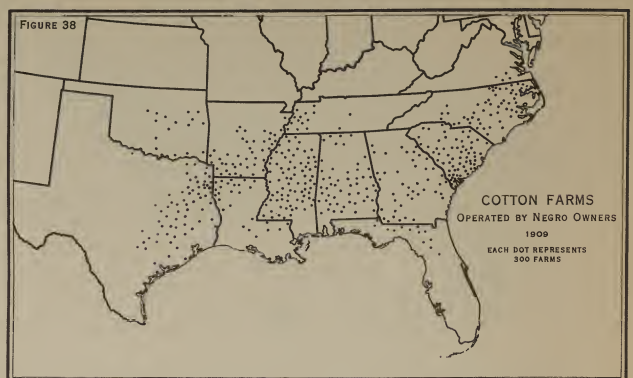 FIGURE 38
COTTON FARMS
OPERATED BY NEGRO OWNERS
1909
EACH DOT REPRESENTS
300 FARMS